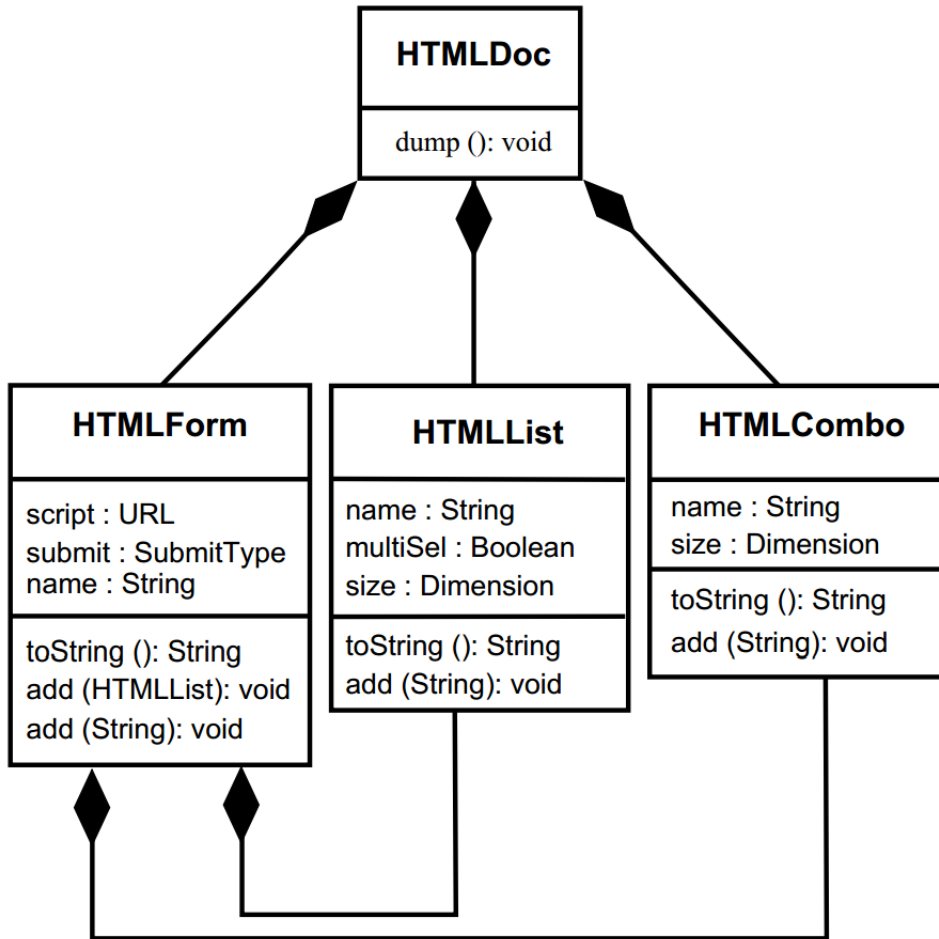 HTMLDoc
dump (): void
HTMLForm
script : URL
submit : SubmitType
name : String
toString (): String
add (HTMLList): void
add (String): void
HTMLList
name : String
multiSel : Boolean
size : Dimension
toString (): String
add (String): void
HTMLCombo
name : String
size : Dimension
toString (): String
add (String): void